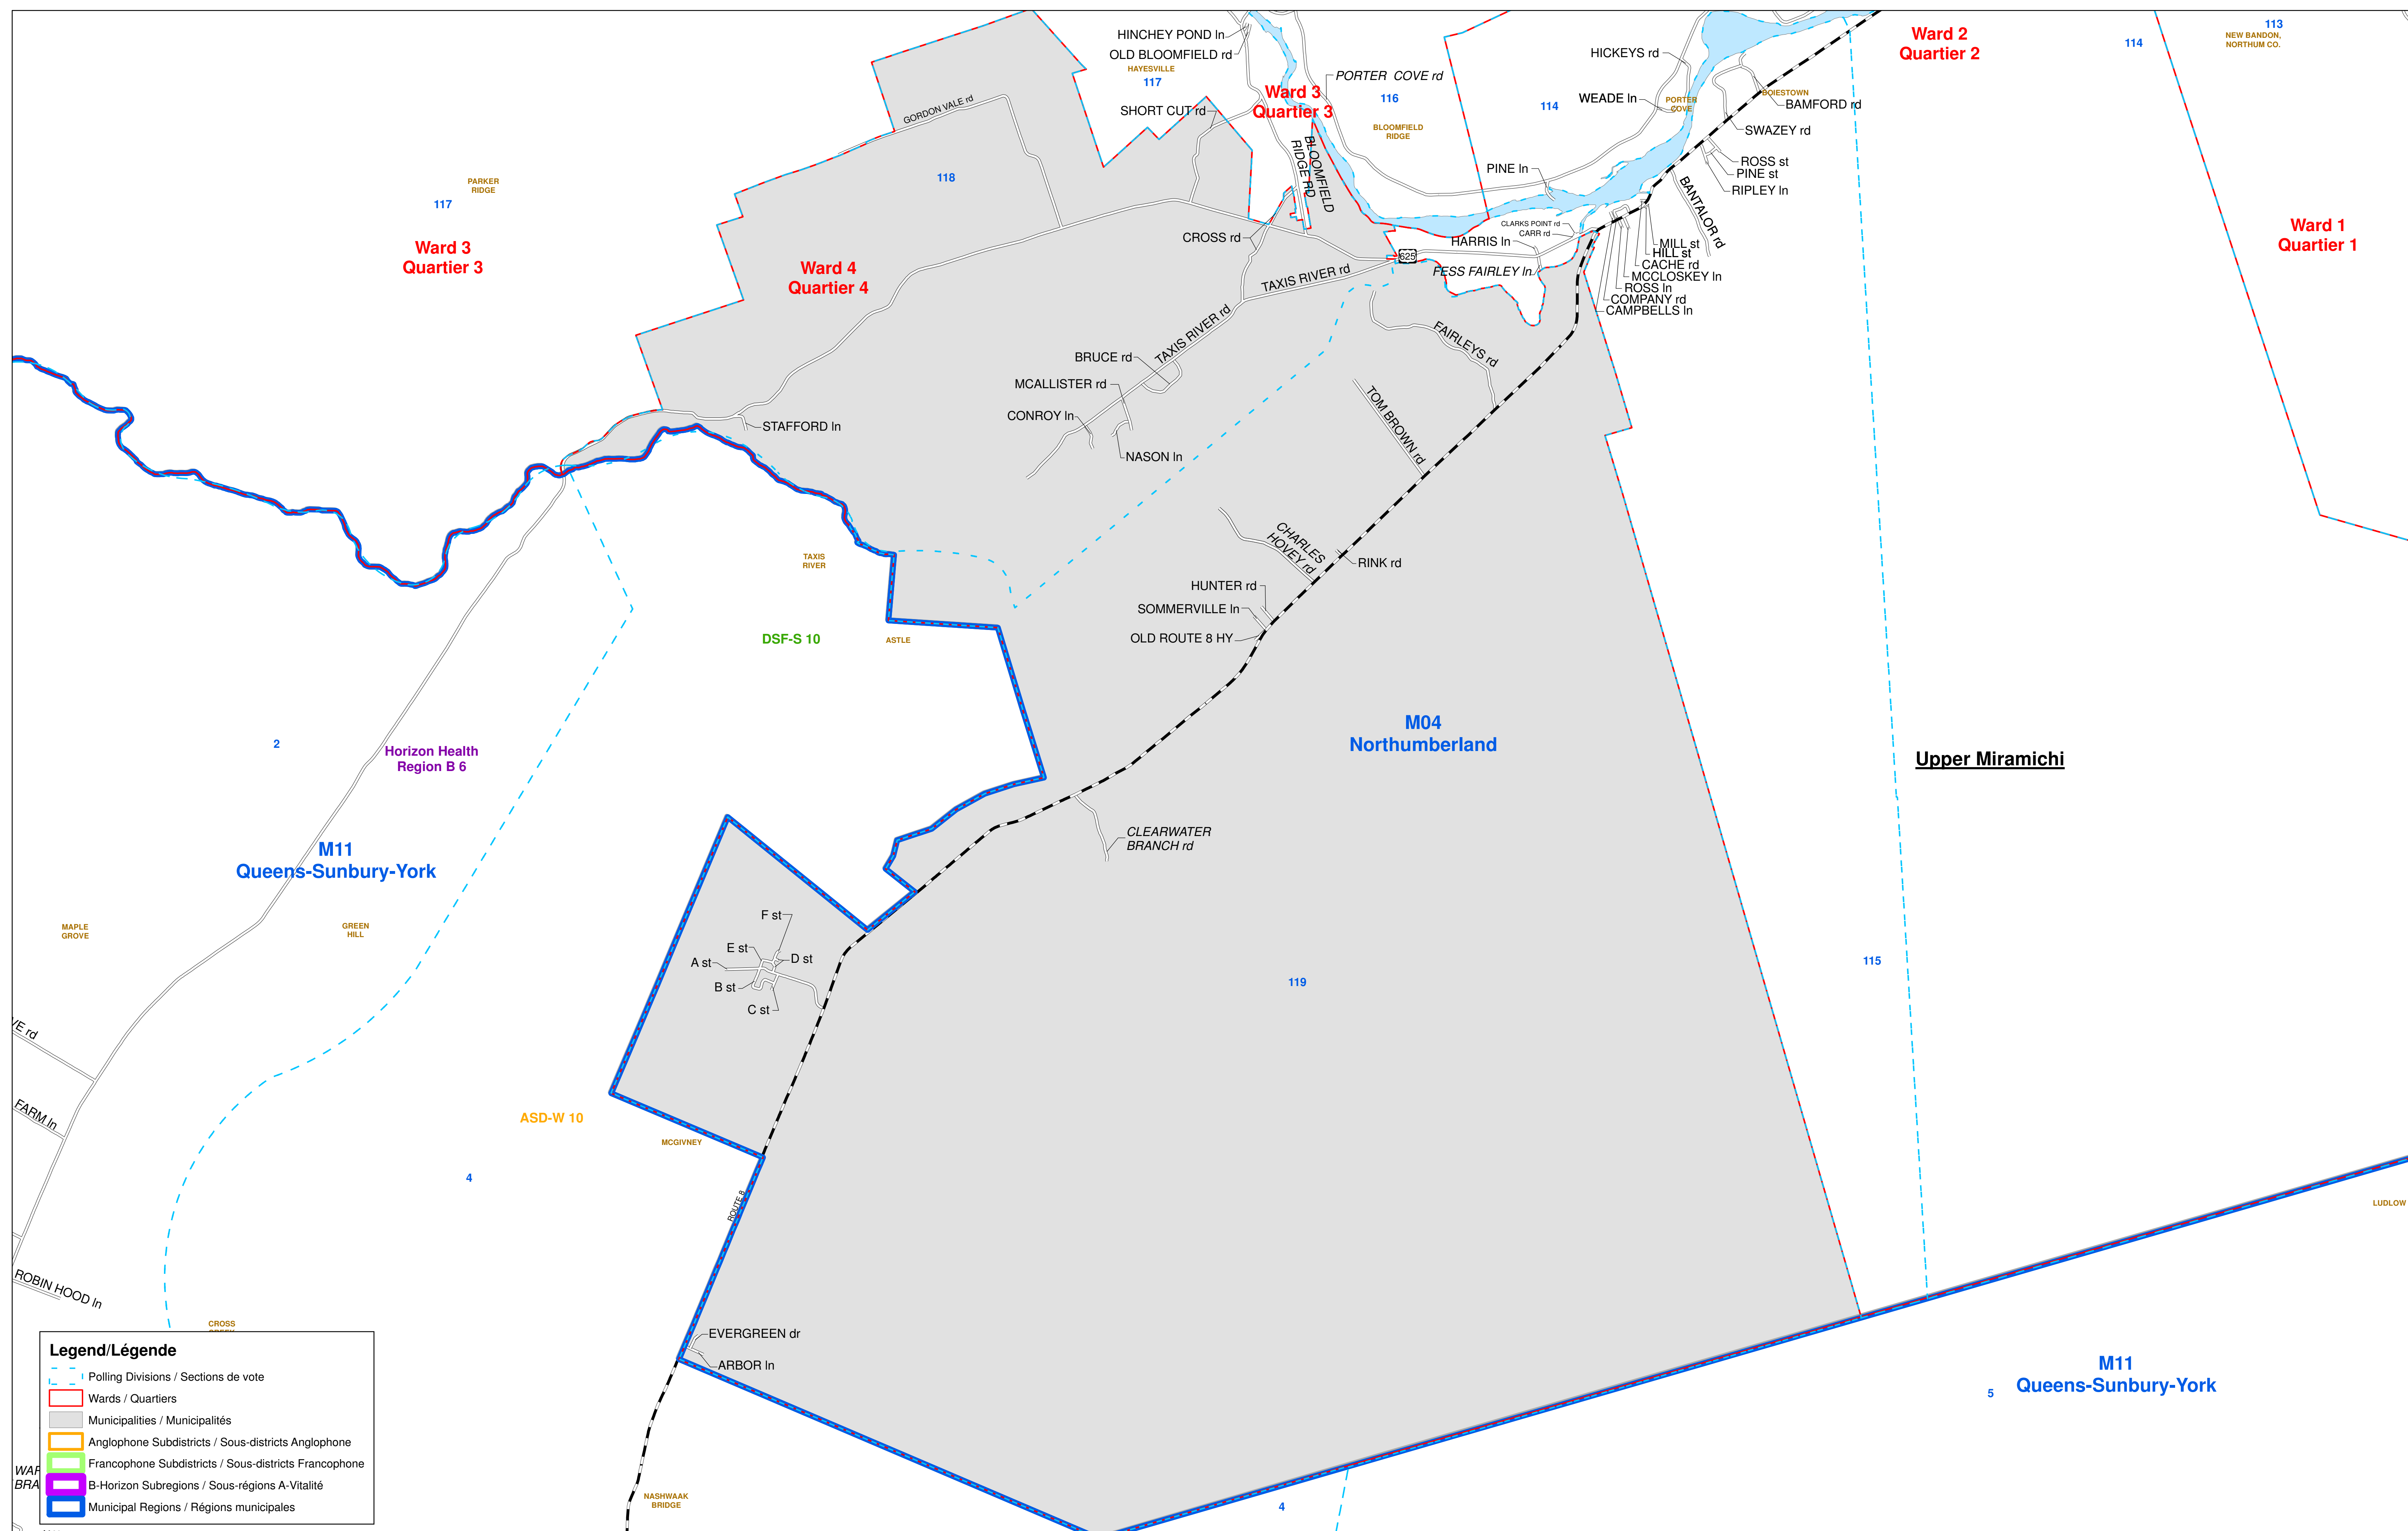 HINCHEY POND ln
OLD BLOOMFIELD rd
HAYESVILLE
117
PORTER COVE rd
Ward 3
Quartier 3
116
BLOOMFIELD
RIDGE
SHORT CUT rd
BLOOMFIELD
RIDGE RD
GORDON VALE rd
HICKEYS rd
WEADE ln
PORTER
COVE
114
BOIESTOWN
BAMFORD rd
SWAZEY rd
ROSS st
PINE st
RIPLEY ln
PINE ln
BANTALOR rd
Ward 2
Quartier 2
114
113
NEW BANDON,
NORTHUM CO.
Ward 1
Quartier 1
PARKER
RIDGE
117
Ward 3
Quartier 3
118
Ward 4
Quartier 4
CROSS rd
CLARKS POINT rd
CARR rd
HARRIS ln
625
FESS FAIRLEY ln
MILL st
HILL st
CACHE rd
MCCLOSKEY ln
ROSS ln
COMPANY rd
CAMPBELLS ln
TAXIS RIVER rd
TAXIS RIVER rd
FAIRLEYS rd
BRUCE rd
MCALLISTER rd
CONROY ln
NASON ln
STAFFORD ln
TOM BROWN rd
CHARLES
HOVEY rd
RINK rd
HUNTER rd
SOMMERVILLE ln
OLD ROUTE 8 HY
TAXIS
RIVER
DSF-S 10
ASTLE
M04
Northumberland
Upper Miramichi
2
Horizon Health
Region B 6
M11
Queens-Sunbury-York
MAPLE
GROVE
GREEN
HILL
CLEARWATER
BRANCH rd
F st
E st
A st
D st
B st
C st
119
115
VE rd
FARM ln
ASD-W 10
MCGIVNEY
4
ROUTE 8
LUDLOW
ROBIN HOOD ln
CROSS
EVERGREEN dr
ARBOR ln
M11
Queens-Sunbury-York
5
4
NASHWAAK
BRIDGE
WAR
BRA
Legend/Légende
Polling Divisions / Sections de vote
Wards / Quartiers
Municipalities / Municipalités
Anglophone Subdistricts / Sous-districts Anglophone
Francophone Subdistricts / Sous-districts Francophone
B-Horizon Subregions / Sous-régions A-Vitalité
Municipal Regions / Régions municipales